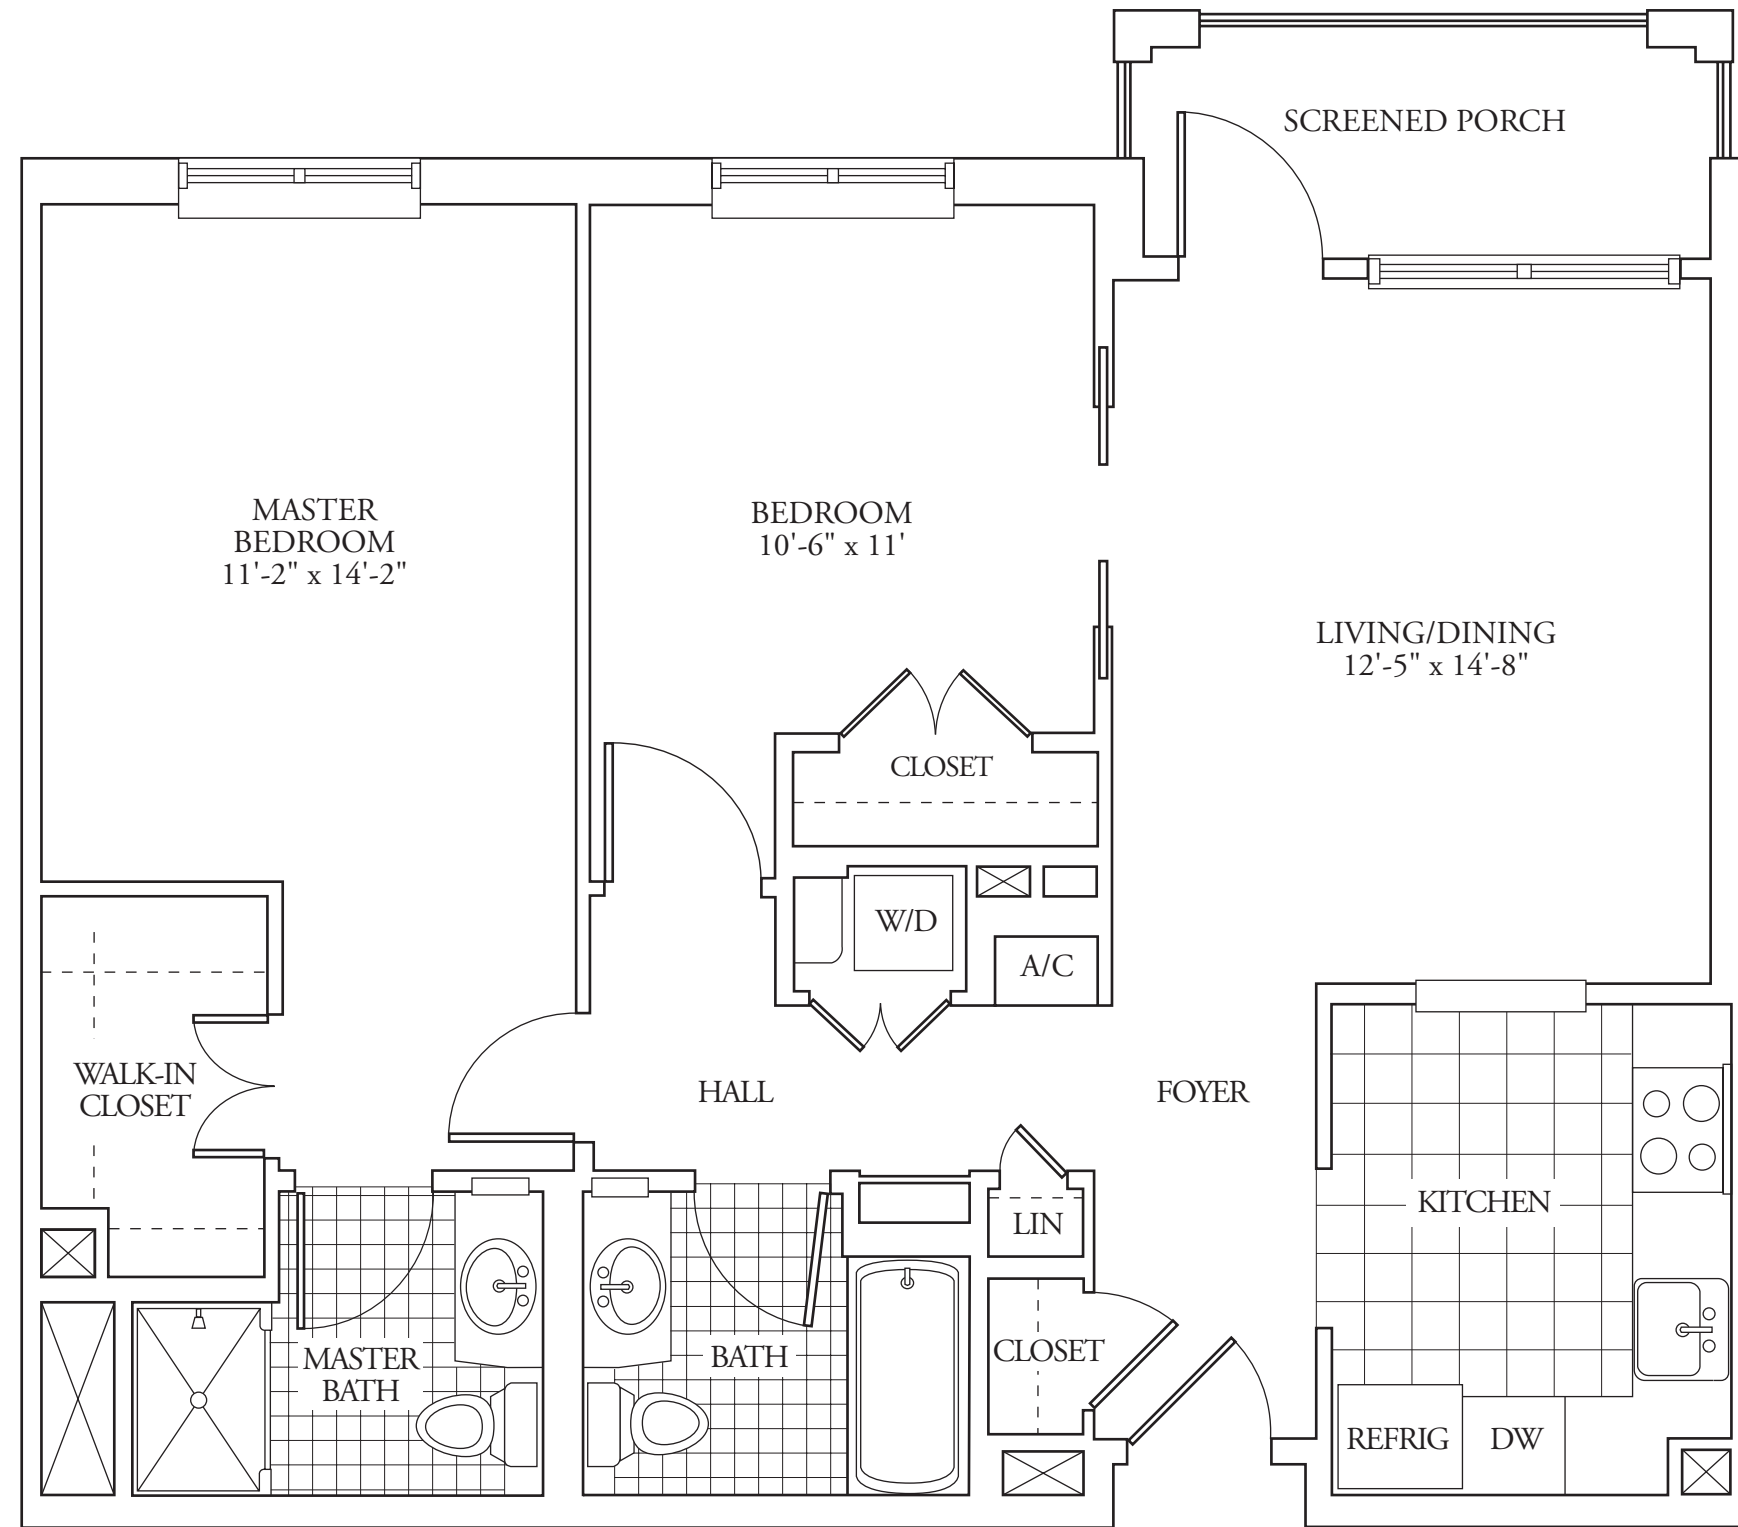 SCREENED PORCH
MASTER
BEDROOM
11'-2" x 14'-2"
BEDROOM
10'-6" x 11'
LIVING/DINING
12'-5" x 14'-8"
CLOSET
W/D
A/C
WALK-IN
CLOSET
HALL
FOYER
KITCHEN
LIN
MASTER
BATH
BATH
CLOSET
REFRIG
DW